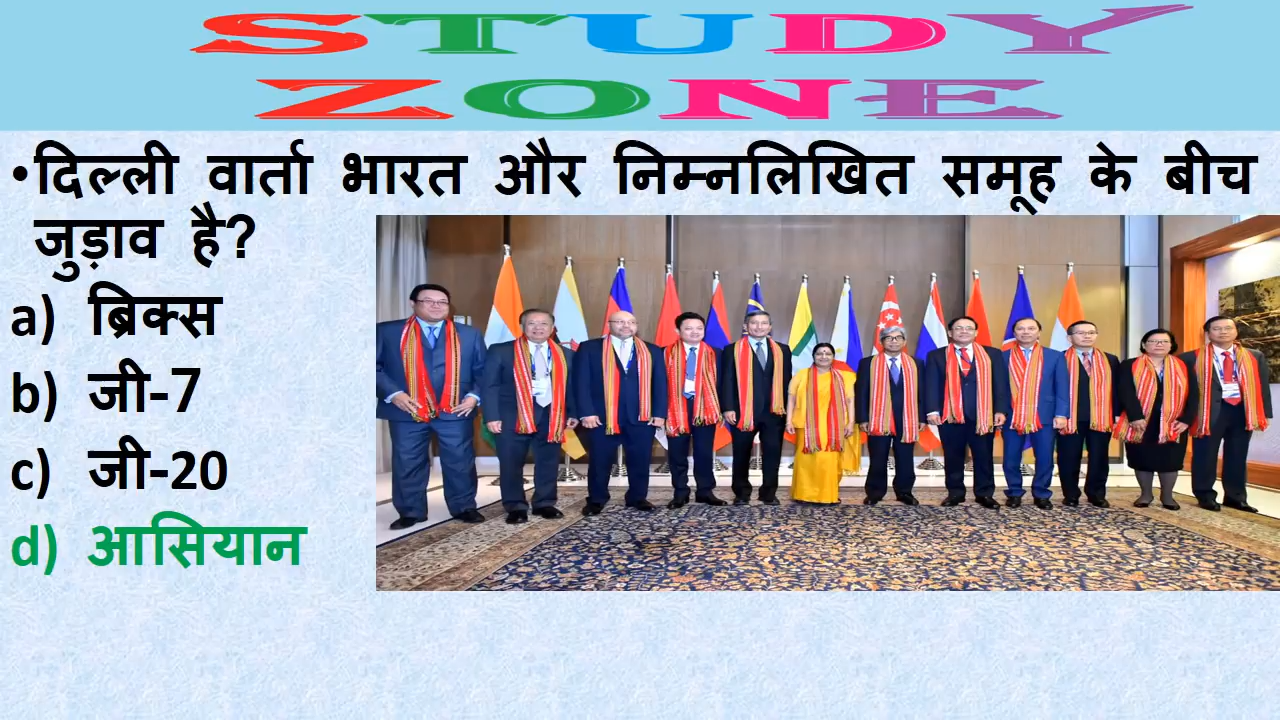 STUDY
ZONE
•दिल्ली वार्ता भारत और निम्नलिखित समूह के बीच
जुड़ाव है?
a) ब्रिक्स
b) जी-7
c) जी-20
d) आसियान